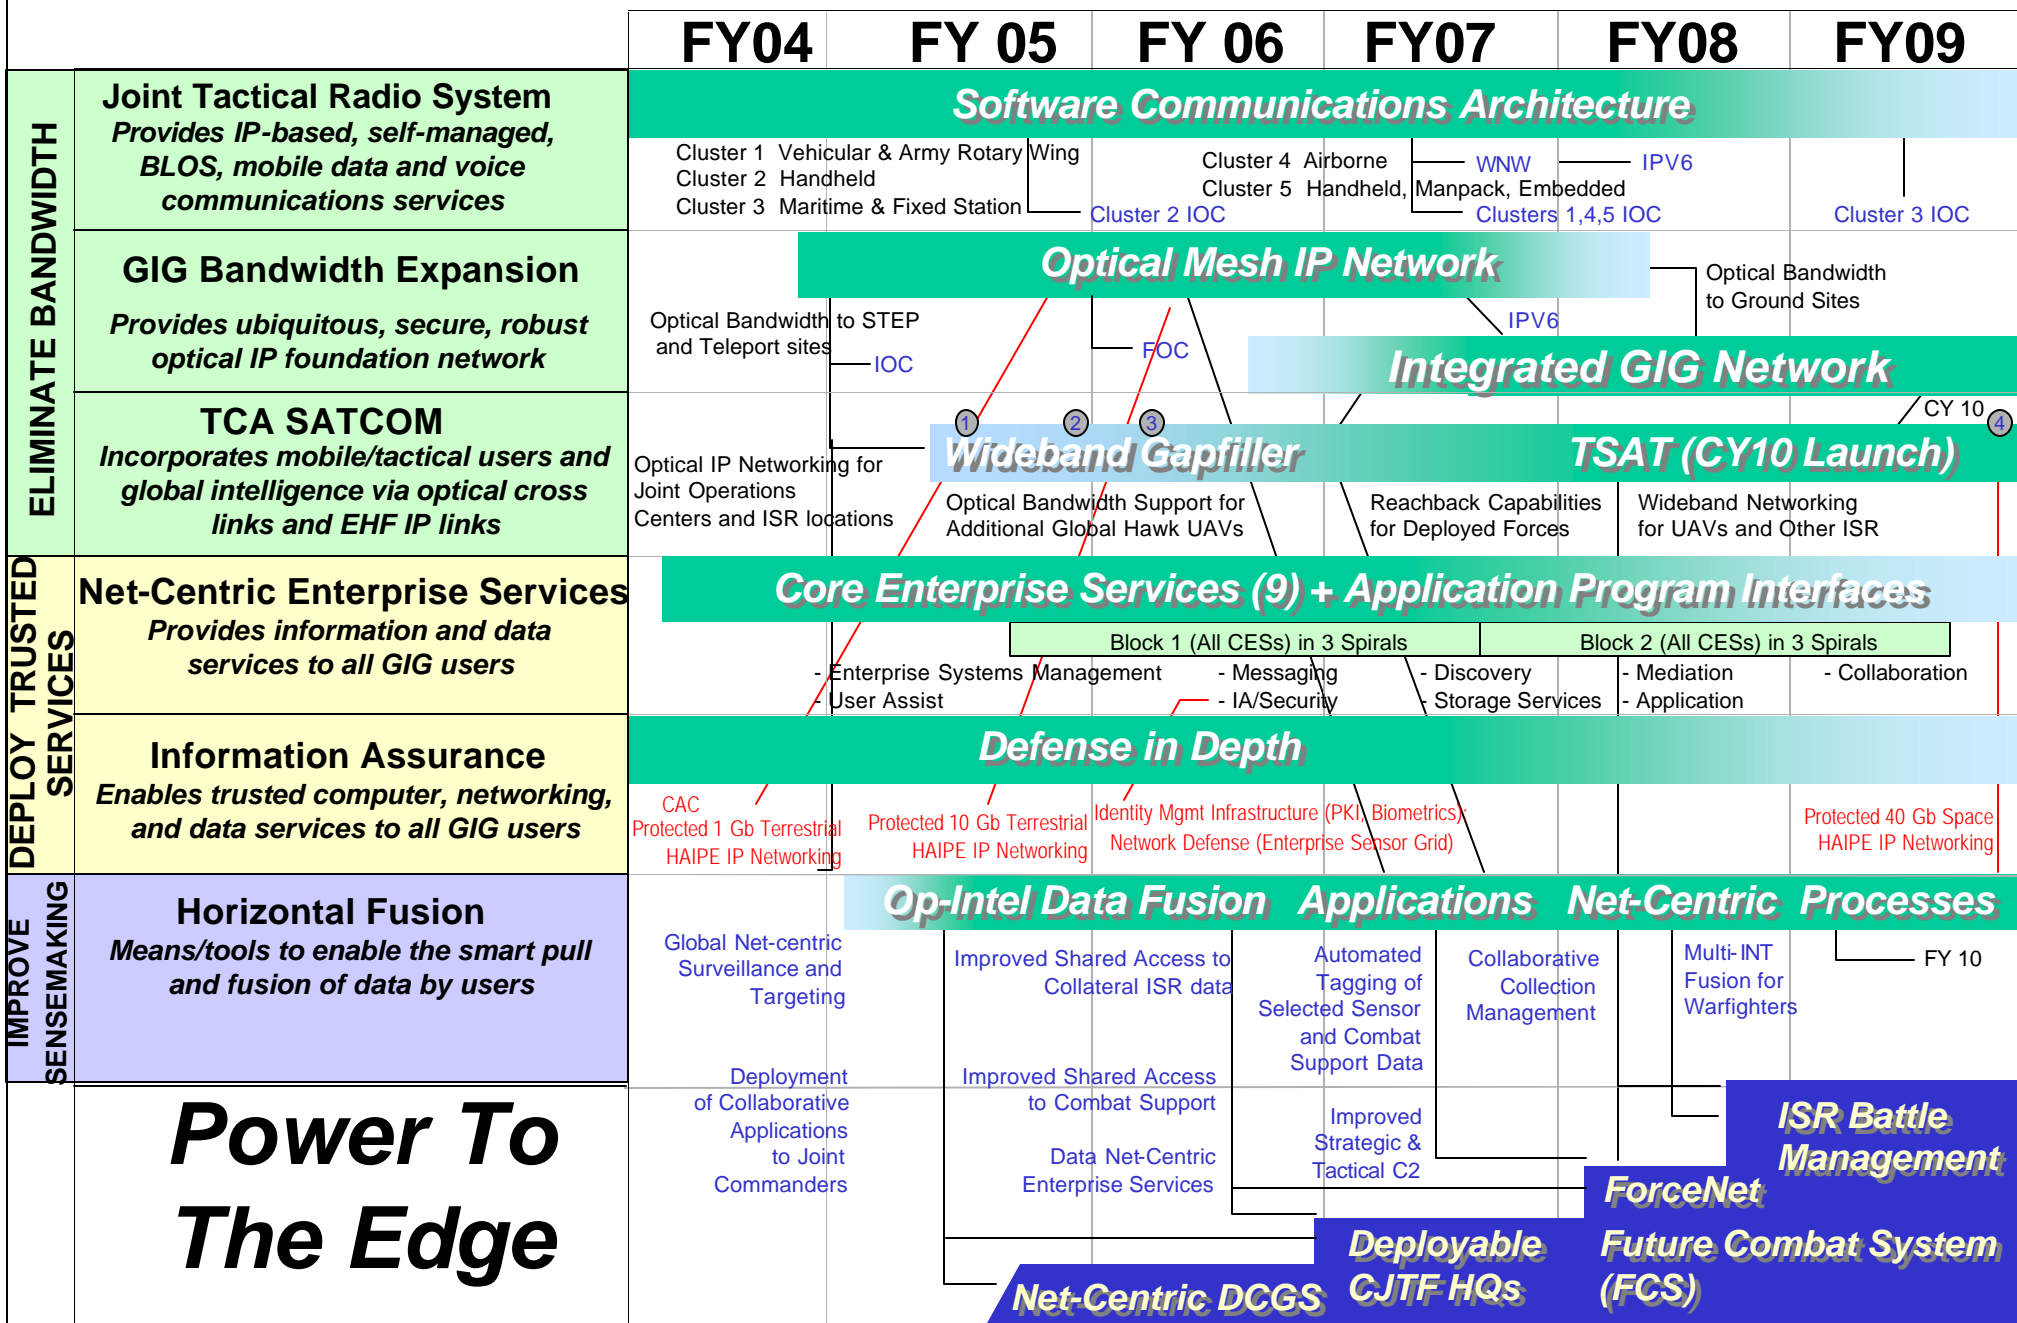 FY04 FY 05 FY 06 FY07 FY08 FY09
ELIMINATE BANDWIDTH
Joint Tactical Radio System
Provides IP-based, self-managed,
BLOS, mobile data and voice
communications services
Software Communications Architecture
Cluster 1 Vehicular & Army Rotary Wing
Cluster 2 Handheld
Cluster 3 Maritime & Fixed Station
Cluster 2 IOC
Cluster 4 Airborne
Cluster 5 Handheld, Manpack, Embedded
WNW
IPV6
Clusters 1,4,5 IOC
Cluster 3 IOC
GIG Bandwidth Expansion
Provides ubiquitous, secure, robust
optical IP foundation network
Optical Mesh IP Network
Optical Bandwidth to STEP
and Teleport sites
IOC
FOC
IPV6
Optical Bandwidth
to Ground Sites
Integrated GIG Network
TCA SATCOM
Incorporates mobile/tactical users and
global intelligence via optical cross
links and EHF IP links
1 2 3 4
CY 10
Wideband Gapfiller
TSAT (CY10 Launch)
Optical IP Networking for
Joint Operations
Centers and ISR locations
Optical Bandwidth Support for
Additional Global Hawk UAVs
Reachback Capabilities
for Deployed Forces
Wideband Networking
for UAVs and Other ISR
DEPLOY TRUSTED
SERVICES
Net-Centric Enterprise Services
Provides information and data
services to all GIG users
Core Enterprise Services (9) + Application Program Interfaces
Block 1 (All CESs) in 3 Spirals
Block 2 (All CESs) in 3 Spirals
- Enterprise Systems Management
- User Assist
- Messaging
- IA/Security
- Discovery
- Storage Services
- Mediation
- Application
- Collaboration
Information Assurance
Enables trusted computer, networking,
and data services to all GIG users
Defense in Depth
CAC
Protected 1 Gb Terrestrial
HAIPE IP Networking
Protected 10 Gb Terrestrial
HAIPE IP Networking
Identity Mgmt Infrastructure (PKI, Biometrics);
Network Defense (Enterprise Sensor Grid)
Protected 40 Gb Space
HAIPE IP Networking
IMPROVE
SENSEMAKING
Horizontal Fusion
Means/tools to enable the smart pull
and fusion of data by users
Op-Intel Data Fusion Applications Net-Centric Processes
Global Net-centric
Surveillance and
Targeting
Improved Shared Access to
Collateral ISR data
Automated
Tagging of
Selected Sensor
and Combat
Support Data
Collaborative
Collection
Management
Multi-INT
Fusion for
Warfighters
FY 10
Deployment
of Collaborative
Applications
to Joint
Commanders
Improved Shared Access
to Combat Support
Data Net-Centric
Enterprise Services
Improved
Strategic &
Tactical C2
Power To
The Edge
ISR Battle
Management
ForceNet
Future Combat System
(FCS)
Deployable
CJTF HQs
Net-Centric DCGS